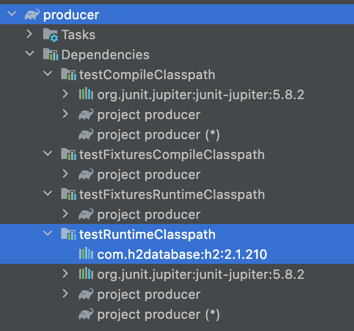 producer
Tasks
Dependencies
testCompileClasspath
org.junit.jupiter:junit-jupiter:5.8.2
project producer
project producer (*)
testFixturesCompileClasspath
project producer
testFixturesRuntimeClasspath
project producer
testRuntimeClasspath
com.h2database:h2:2.1.210
org.junit.jupiter:junit-jupiter:5.8.2
project producer
project producer (*)